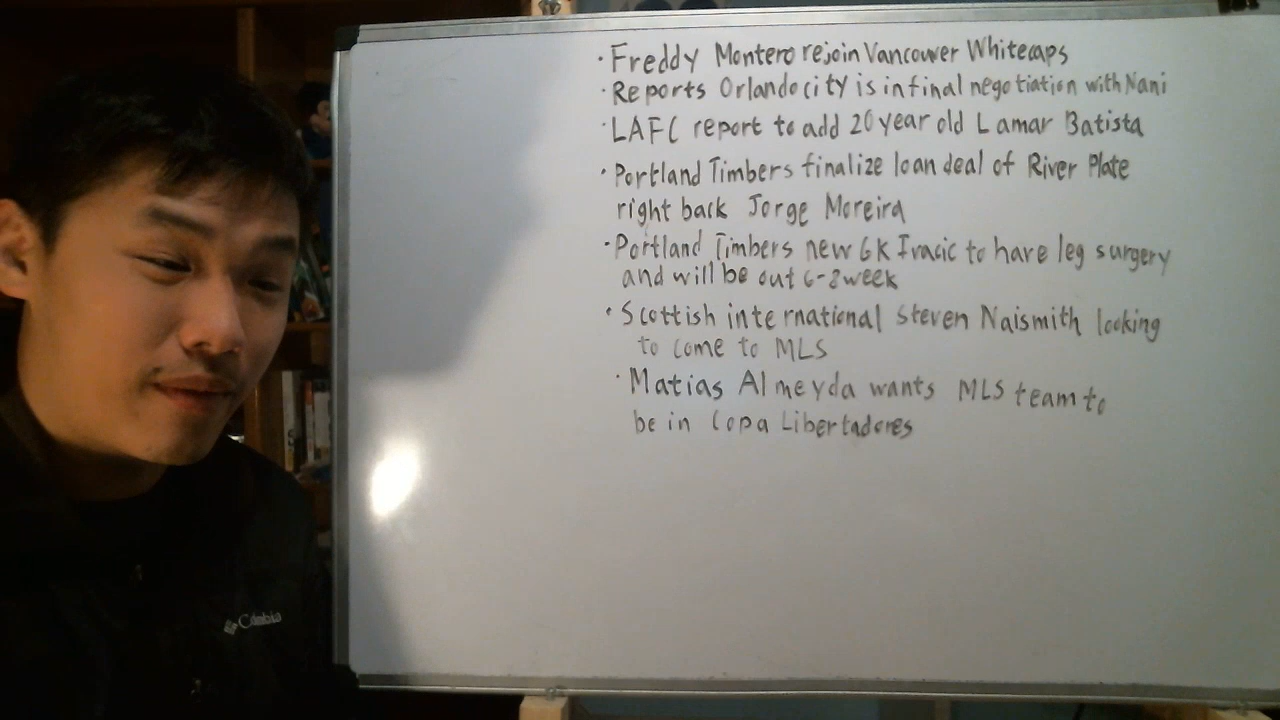 · Freddy Montero rejoin Vancouver Whitecaps
· Reports Orlando city is in final negotiation with Nani
· LAFC report to add 20 year old Lamar Batista
· Portland Timbers finalize loan deal of River Plate
right back Jorge Moreira
· Portland Timbers new GK Ivacic to have leg surgery
and will be out 6-8 week
· Scottish international Steven Naismith looking
to come to MLS
· Matias Almeyda wants MLS team to
be in Copa Libertadores
Columbia